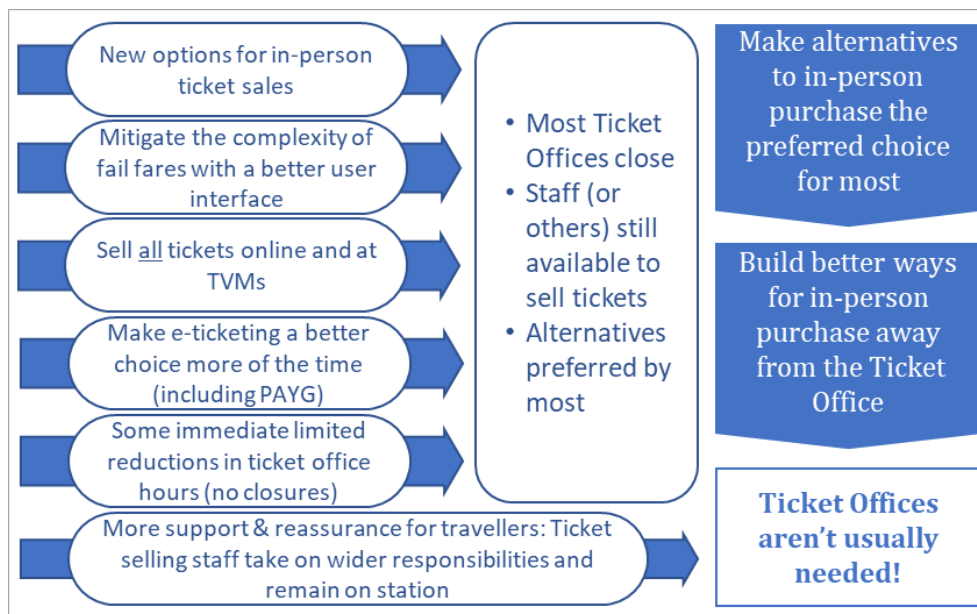 New options for in-person
ticket sales
Mitigate the complexity of
fail fares with a better user
interface
Sell all tickets online and at
TVMs
Make e-ticketing a better
choice more of the time
(including PAYG)
Some immediate limited
reductions in ticket office
hours (no closures)
More support & reassurance for travellers: Ticket
selling staff take on wider responsibilities and
remain on station
• Most Ticket
Offices close
• Staff (or
others) still
available to
sell tickets
• Alternatives
preferred by
most
Make alternatives
to in-person
purchase the
preferred choice
for most
Build better ways
for in-person
purchase away
from the Ticket
Office
Ticket Offices
aren’t usually
needed!